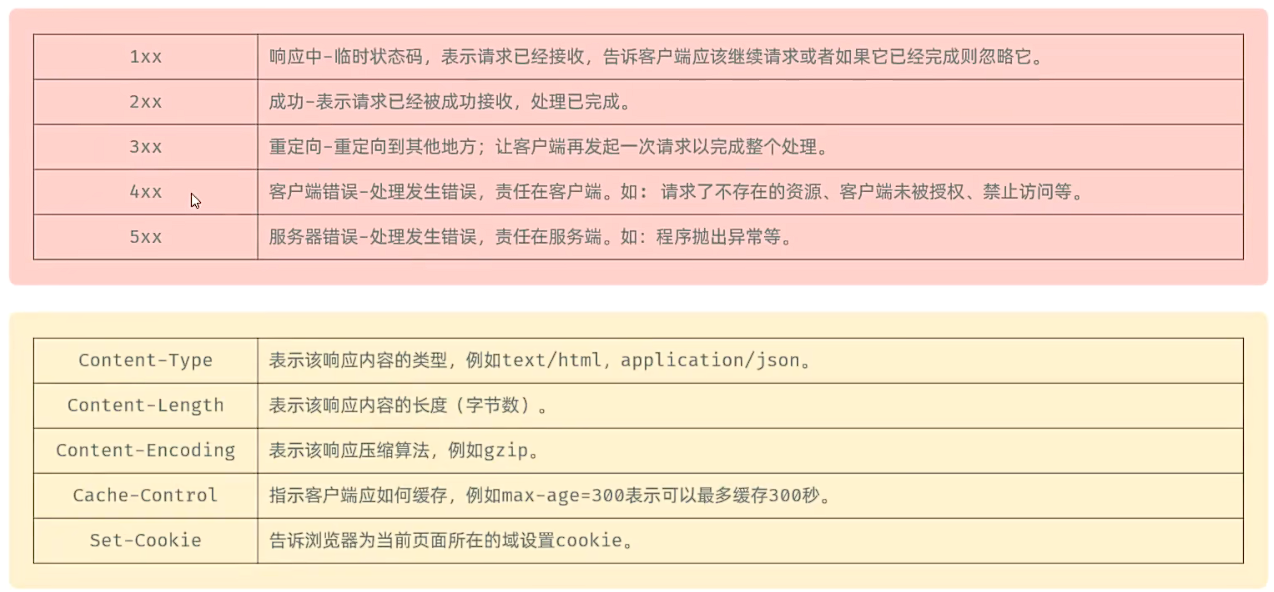 1xx 响应中-临时状态码，表示请求已经接收，告诉客户端应该继续请求或者如果它已经完成则忽略它。
2xx 成功-表示请求已经被成功接收，处理已完成。
3xx 重定向-重定向到其他地方；让客户端再发起一次请求以完成整个处理。
4xx 客户端错误-处理发生错误，责任在客户端。如： 请求了不存在的资源、客户端未被授权、禁止访问等。
5xx 服务器错误-处理发生错误，责任在服务端。如：程序抛出异常等。
Content-Type 表示该响应内容的类型，例如text/html，application/json。
Content-Length 表示该响应内容的长度（字节数）。
Content-Encoding 表示该响应压缩算法，例如gzip。
Cache-Control 指示客户端应如何缓存，例如max-age=300表示可以最多缓存300秒。
Set-Cookie 告诉浏览器为当前页面所在的域设置cookie。